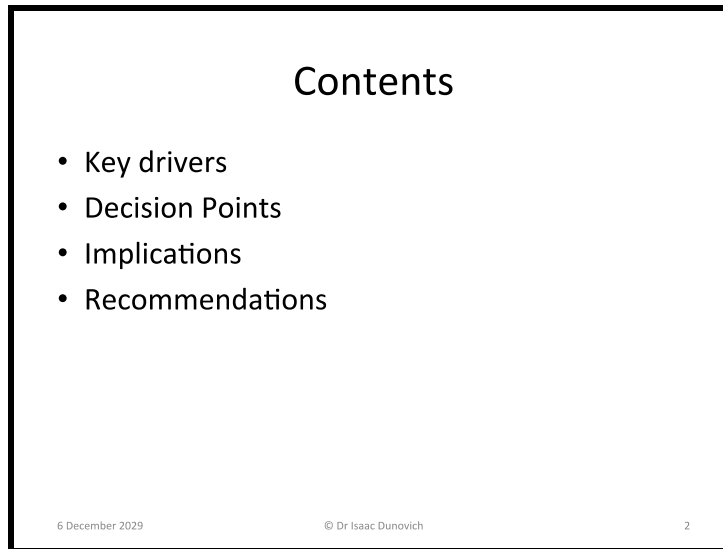 Contents
• Key drivers
• Decision Points
• Implications
• Recommendations
6 December 2029 © Dr Isaac Dunovich 2